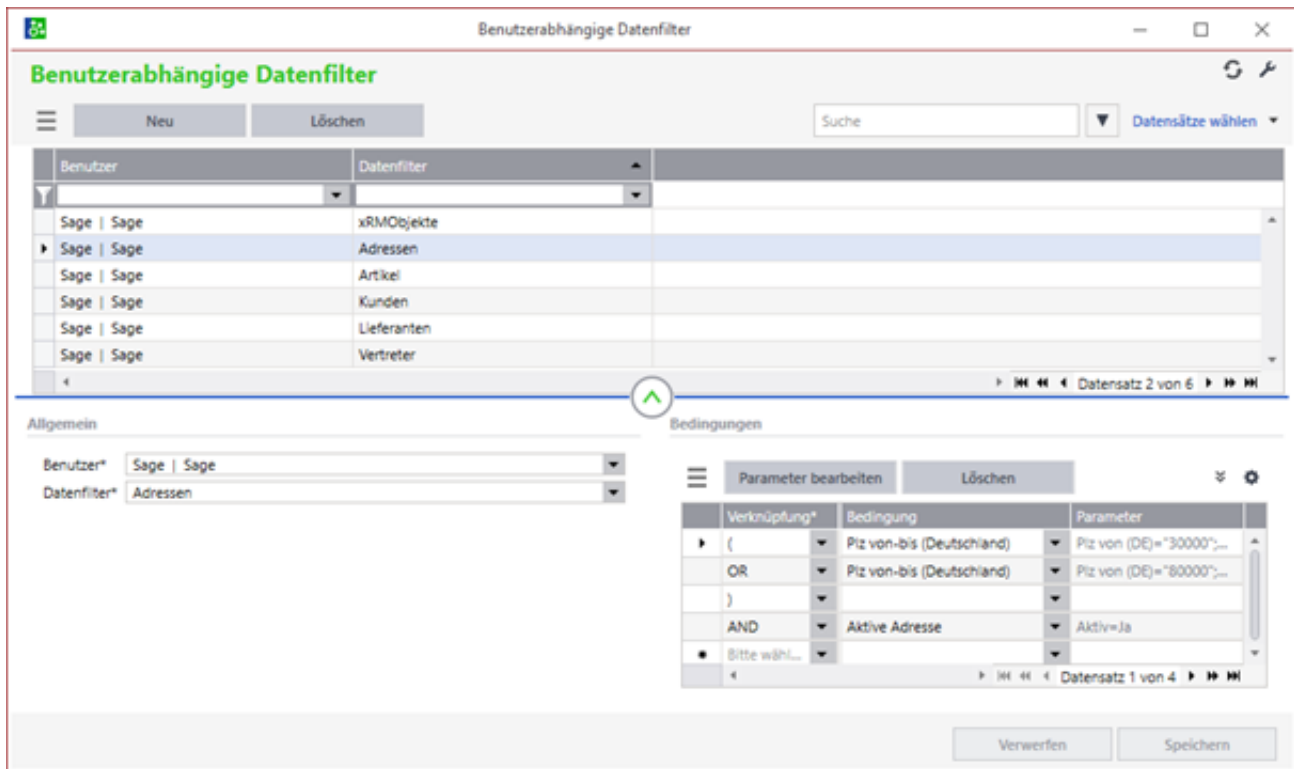 Benutzerabhängige Datenfilter
Benutzerabhängige Datenfilter
Neu Löschen Suche Datensätze wählen
Benutzer Datenfilter
Sage | Sage xRMObjekte
Sage | Sage Adressen
Sage | Sage Artikel
Sage | Sage Kunden
Sage | Sage Lieferanten
Sage | Sage Vertreter
Datensatz 2 von 6
Allgemein
Benutzer* Sage | Sage
Datenfilter* Adressen
Bedingungen
Parameter bearbeiten Löschen
Verknüpfung* Bedingung Parameter
( Plz von-bis (Deutschland) Plz von (DE)="30000";...
OR Plz von-bis (Deutschland) Plz von (DE)="80000";...
)
AND Aktive Adresse Aktiv=Ja
Bitte wähl...
Datensatz 1 von 4
Verwerfen Speichern